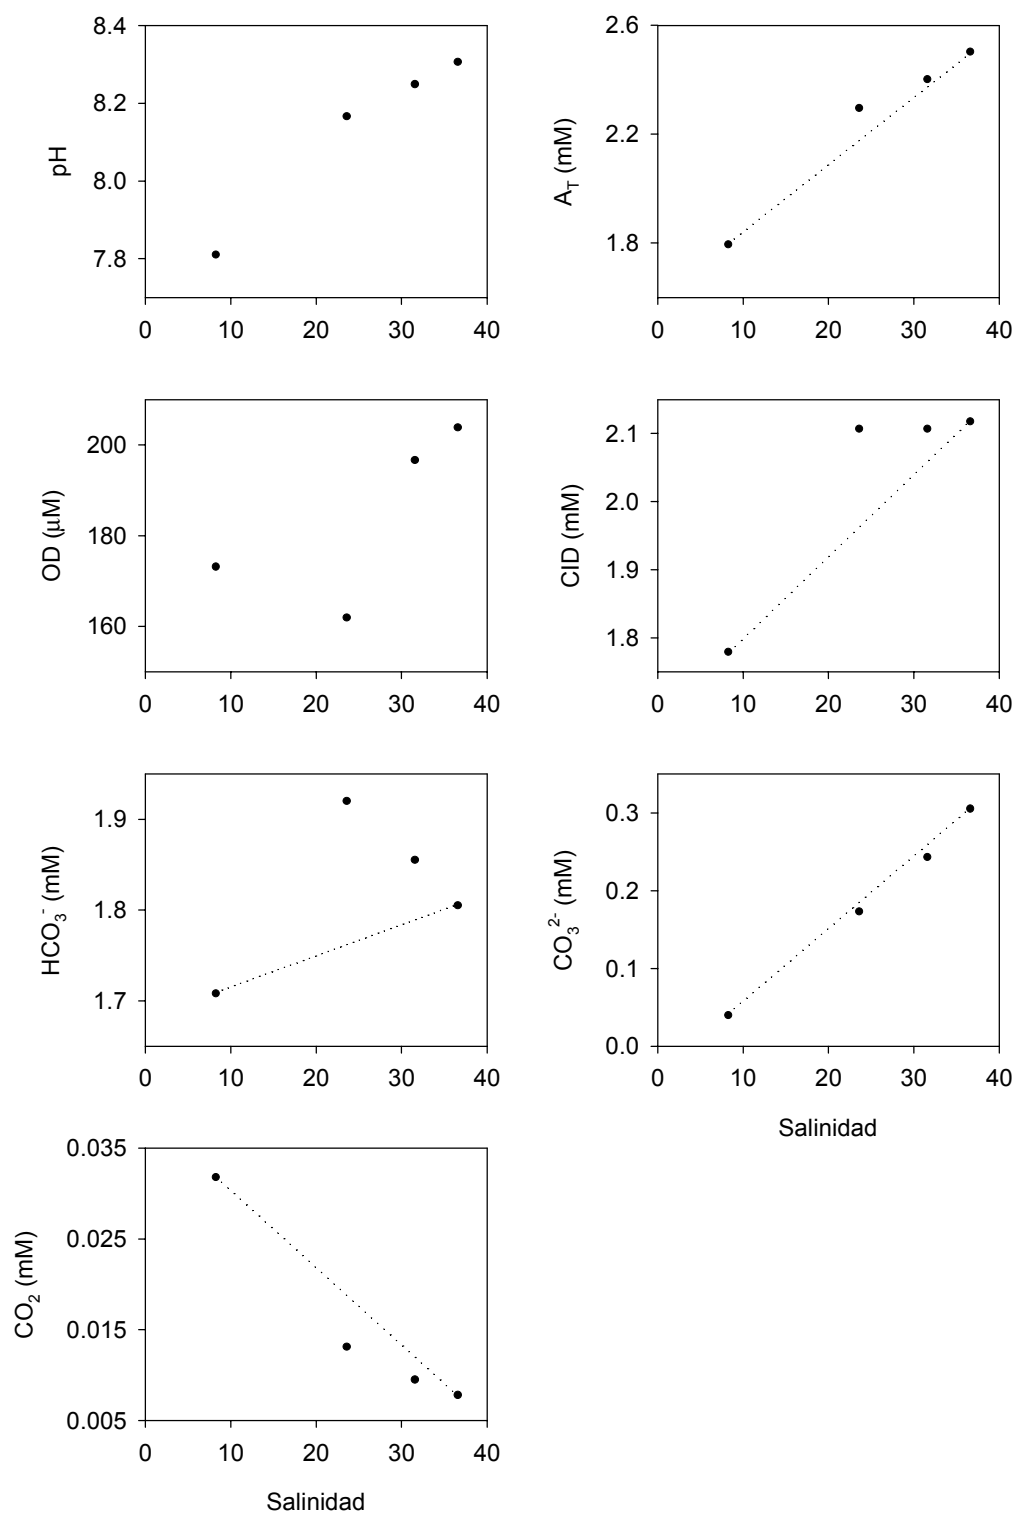 8.4
8.2
8.0
7.8
pH
0 10 20 30 40
2.6
2.2
1.8
A_T (mM)
0 10 20 30 40
200
180
160
OD (μM)
0 10 20 30 40
2.1
2.0
1.9
1.8
CID (mM)
0 10 20 30 40
1.9
1.8
1.7
HCO₃⁻ (mM)
0 10 20 30 40
0.3
0.2
0.1
0.0
CO₃²⁻ (mM)
0 10 20 30 40
Salinidad
0.035
0.025
0.015
0.005
CO₂ (mM)
0 10 20 30 40
Salinidad